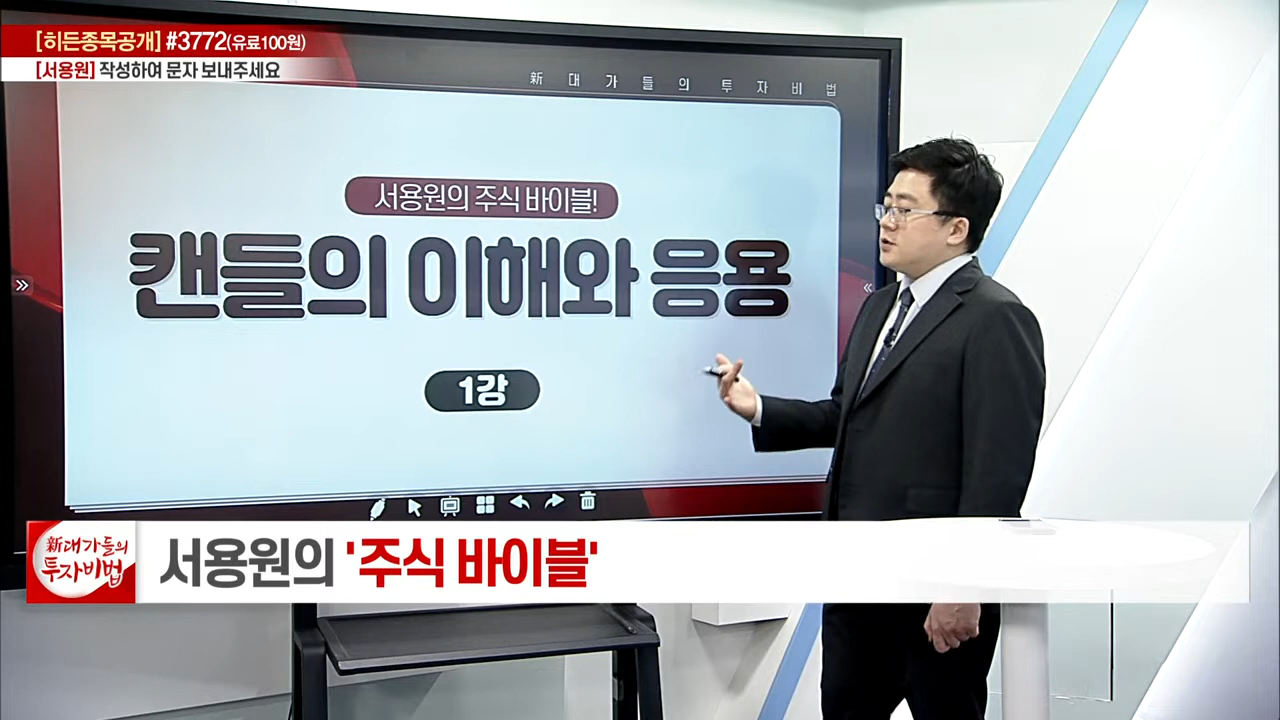 [히든종목공개] #3772(유료100원)
[서용원] 작성하여 문자 보내주세요
新 대 가 들 의 투 자 비 법
서용원의 주식 바이블!
캔들의 이해와 응용
1강
新대가들의
투자비법
서용원의 '주식 바이블'